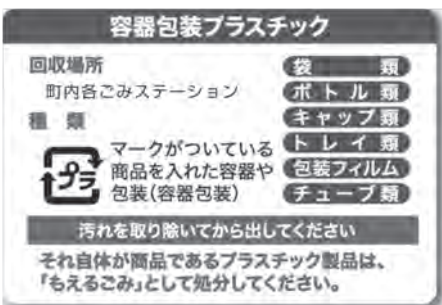 容器包装プラスチック
回収場所
町内各ごみステーション
種類
プラ
マークがついている
商品を入れた容器や
包装(容器包装)
袋類
ボトル類
キャップ類
トレイ類
包装フィルム
チューブ類
汚れを取り除いてから出してください
それ自体が商品であるプラスチック製品は、
「もえるごみ」として処分してください。